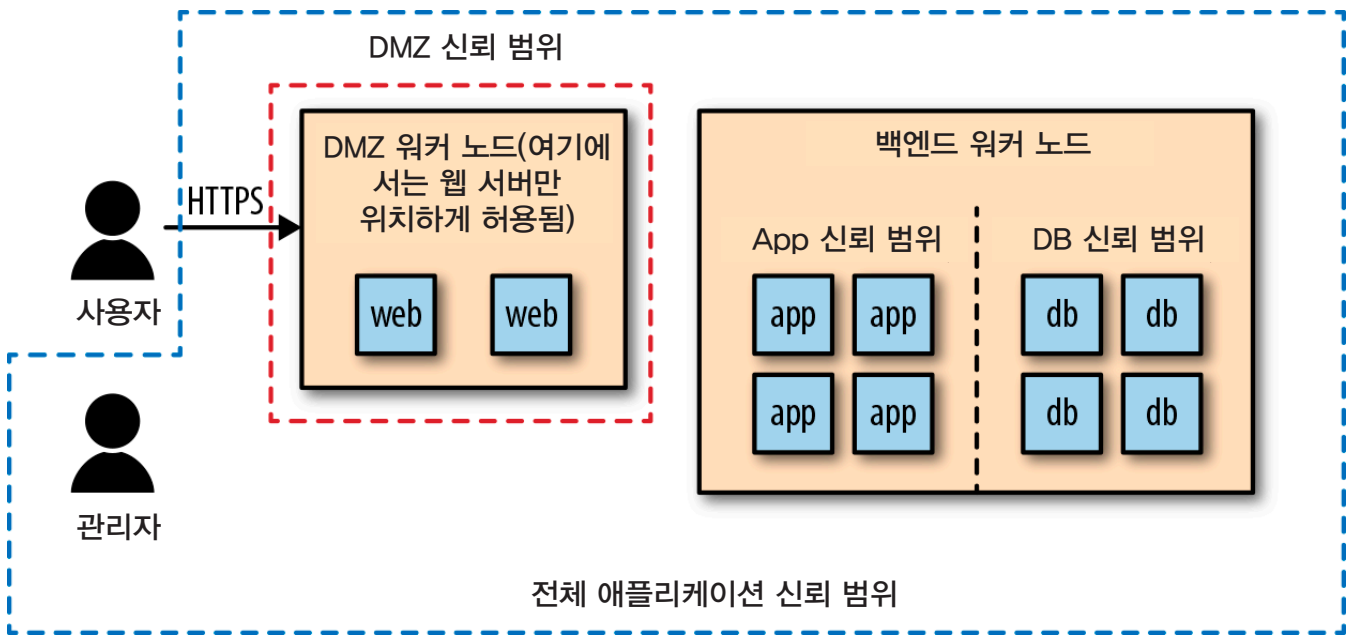 DMZ 신뢰 범위
DMZ 워커 노드(여기에
서는 웹 서버만
위치하게 허용됨)
web
web
HTTPS
사용자
관리자
백엔드 워커 노드
App 신뢰 범위
app
app
app
app
DB 신뢰 범위
db
db
db
db
전체 애플리케이션 신뢰 범위